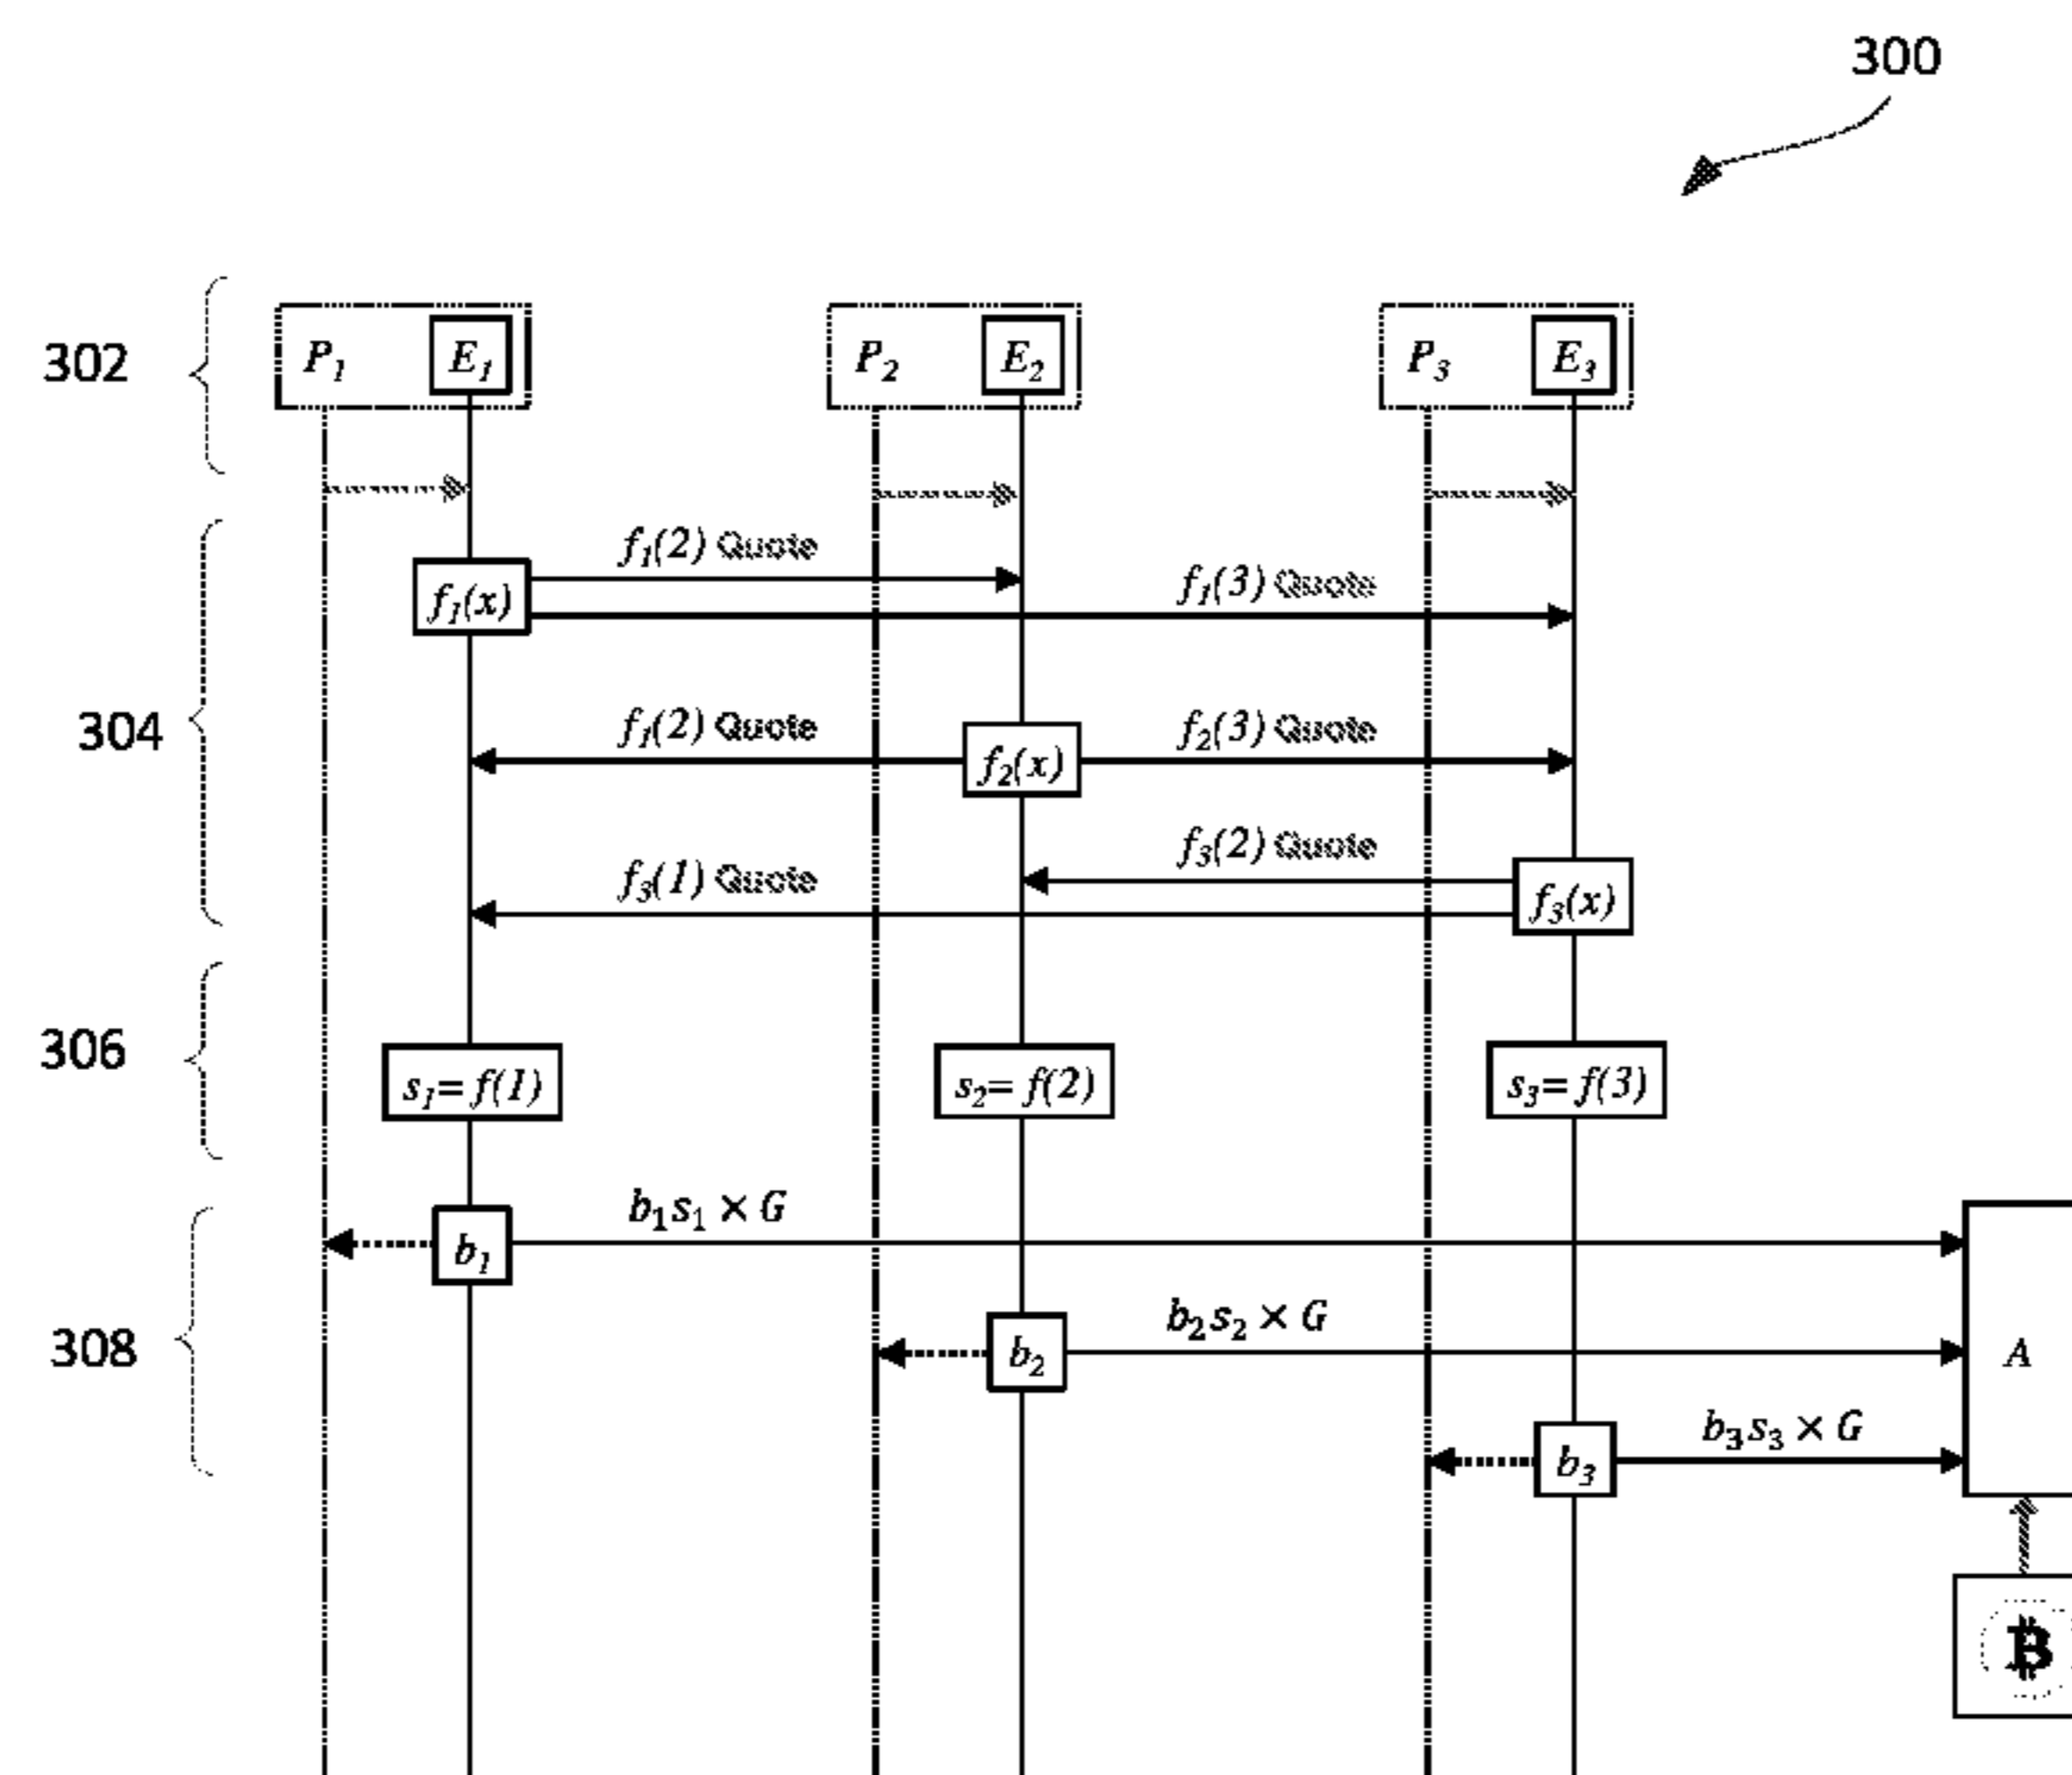 300
302
P₁ E₁ P₂ E₂ P₃ E₃
f₁(2) Quote
f₁(3) Quote
f₁(x)
304
f₁(2) Quote
f₂(3) Quote
f₂(x)
f₃(2) Quote
f₃(1) Quote
f₃(x)
306
s₁= f(1) s₂= f(2) s₃= f(3)
b₁s₁ × G
b₁
308
b₂s₂ × G
b₂
A
b₃s₃ × G
b₃
₿